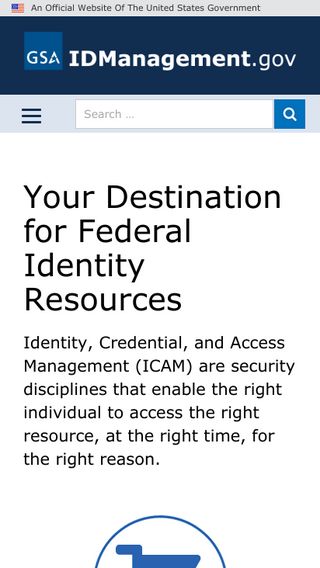 An Official Website Of The United States Government
GSA IDManagement.gov
Search ...
Your Destination
for Federal
Identity
Resources
Identity, Credential, and Access
Management (ICAM) are security
disciplines that enable the right
individual to access the right
resource, at the right time, for
the right reason.